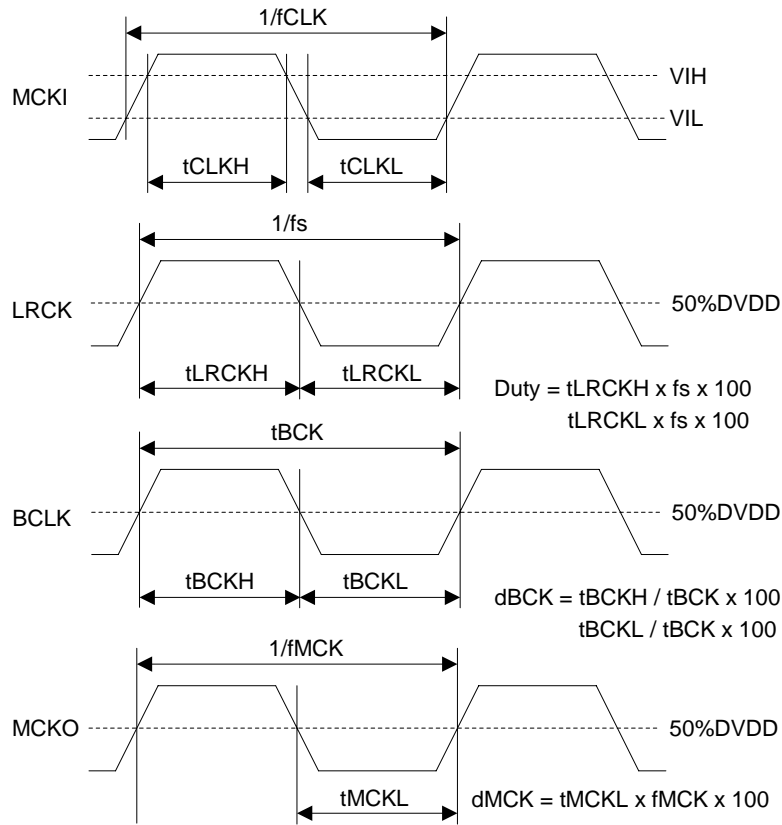 1/fCLK
VIH
MCKI
VIL
tCLKH tCLKL
1/fs
LRCK 50%DVDD
tLRCKH tLRCKL
Duty = tLRCKH x fs x 100
tLRCKL x fs x 100
tBCK
BCLK 50%DVDD
tBCKH tBCKL
dBCK = tBCKH / tBCK x 100
tBCKL / tBCK x 100
1/fMCK
MCKO 50%DVDD
tMCKL
dMCK = tMCKL x fMCK x 100